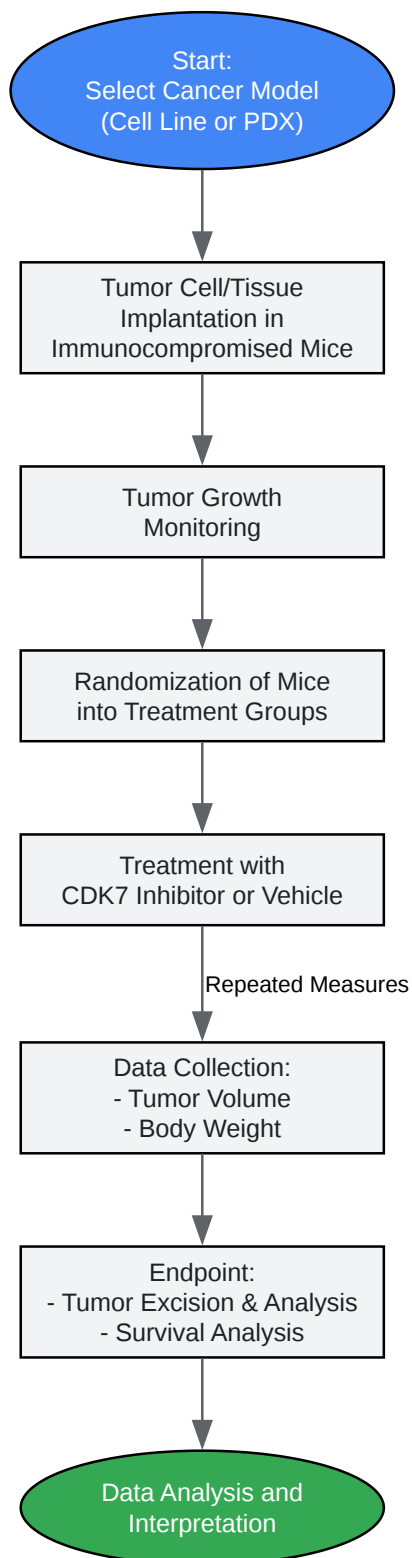 Start:
Select Cancer Model
(Cell Line or PDX)
Tumor Cell/Tissue
Implantation in
Immunocompromised Mice
Tumor Growth
Monitoring
Randomization of Mice
into Treatment Groups
Treatment with
CDK7 Inhibitor or Vehicle
Repeated Measures
Data Collection:
- Tumor Volume
- Body Weight
Endpoint:
- Tumor Excision & Analysis
- Survival Analysis
Data Analysis and
Interpretation